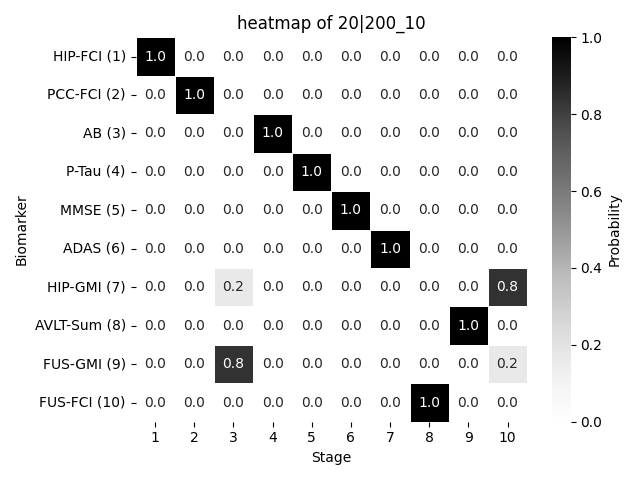 heatmap of 20|200_10
HIP-FCI (1) 1.0 0.0 0.0 0.0 0.0 0.0 0.0 0.0 0.0 0.0
PCC-FCI (2) 0.0 1.0 0.0 0.0 0.0 0.0 0.0 0.0 0.0 0.0
AB (3) 0.0 0.0 0.0 1.0 0.0 0.0 0.0 0.0 0.0 0.0
P-Tau (4) 0.0 0.0 0.0 0.0 1.0 0.0 0.0 0.0 0.0 0.0
MMSE (5) 0.0 0.0 0.0 0.0 0.0 1.0 0.0 0.0 0.0 0.0
ADAS (6) 0.0 0.0 0.0 0.0 0.0 0.0 1.0 0.0 0.0 0.0
HIP-GMI (7) 0.0 0.0 0.2 0.0 0.0 0.0 0.0 0.0 0.0 0.8
AVLT-Sum (8) 0.0 0.0 0.0 0.0 0.0 0.0 0.0 0.0 1.0 0.0
FUS-GMI (9) 0.0 0.0 0.8 0.0 0.0 0.0 0.0 0.0 0.0 0.2
FUS-FCI (10) 0.0 0.0 0.0 0.0 0.0 0.0 0.0 1.0 0.0 0.0
1 2 3 4 5 6 7 8 9 10
Stage
Biomarker
1.0
0.8
0.6
0.4
0.2
0.0
Probability